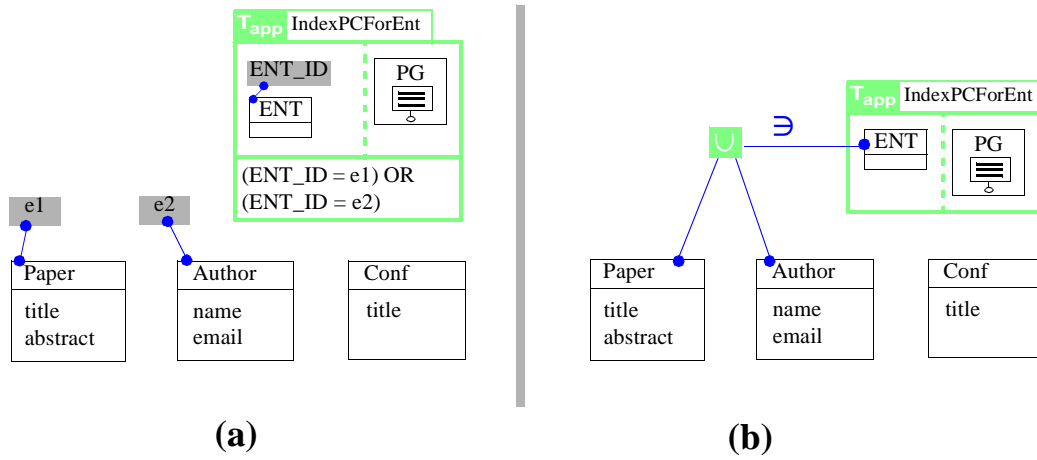 Tapp IndexPCForEnt
ENT_ID
ENT
PG
(ENT_ID = e1) OR
(ENT_ID = e2)
e1
e2
Paper
title
abstract
Author
name
email
Conf
title
(a)
Tapp IndexPCForEnt
∪
∋
ENT
PG
Paper
title
abstract
Author
name
email
Conf
title
(b)